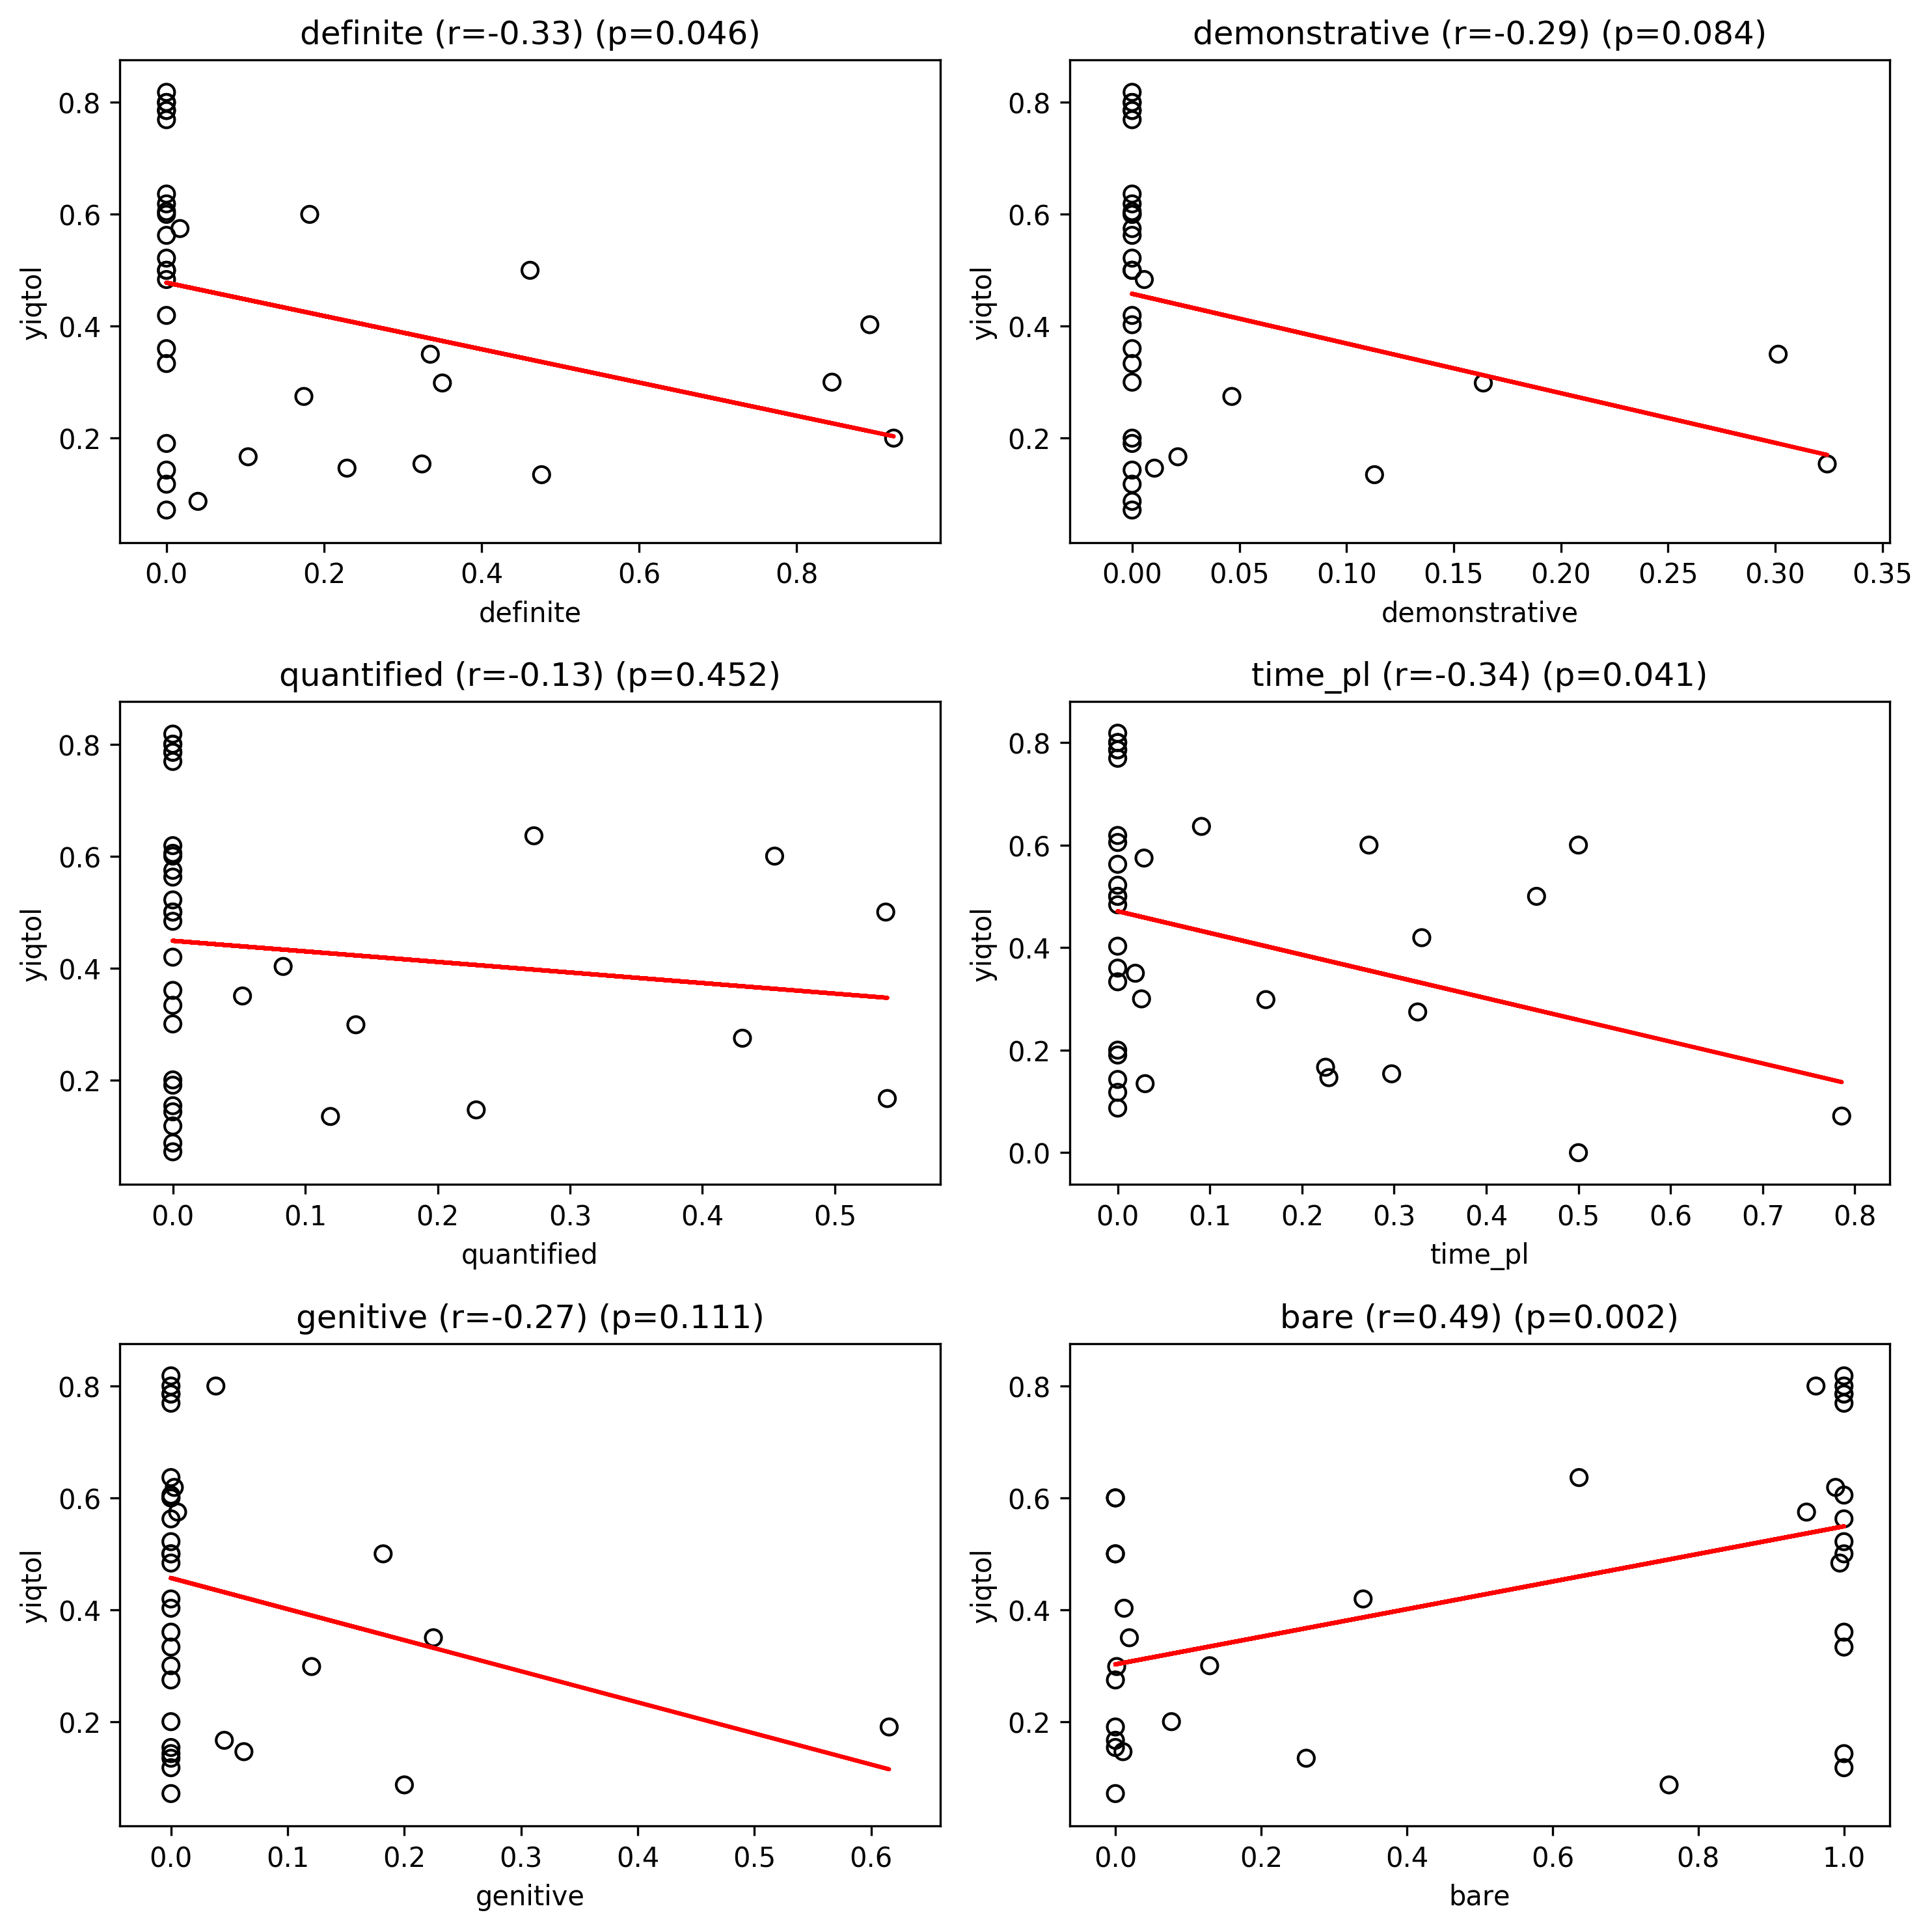 definite (r=-0.33) (p=0.046)
yiqtol
0.8
0.6
0.4
0.2
0.0 0.2 0.4 0.6 0.8
definite
demonstrative (r=-0.29) (p=0.084)
yiqtol
0.8
0.6
0.4
0.2
0.00 0.05 0.10 0.15 0.20 0.25 0.30 0.35
demonstrative
quantified (r=-0.13) (p=0.452)
yiqtol
0.8
0.6
0.4
0.2
0.0 0.1 0.2 0.3 0.4 0.5
quantified
time_pl (r=-0.34) (p=0.041)
yiqtol
0.8
0.6
0.4
0.2
0.0
0.0 0.1 0.2 0.3 0.4 0.5 0.6 0.7 0.8
time_pl
genitive (r=-0.27) (p=0.111)
yiqtol
0.8
0.6
0.4
0.2
0.0 0.1 0.2 0.3 0.4 0.5 0.6
genitive
bare (r=0.49) (p=0.002)
yiqtol
0.8
0.6
0.4
0.2
0.0 0.2 0.4 0.6 0.8 1.0
bare